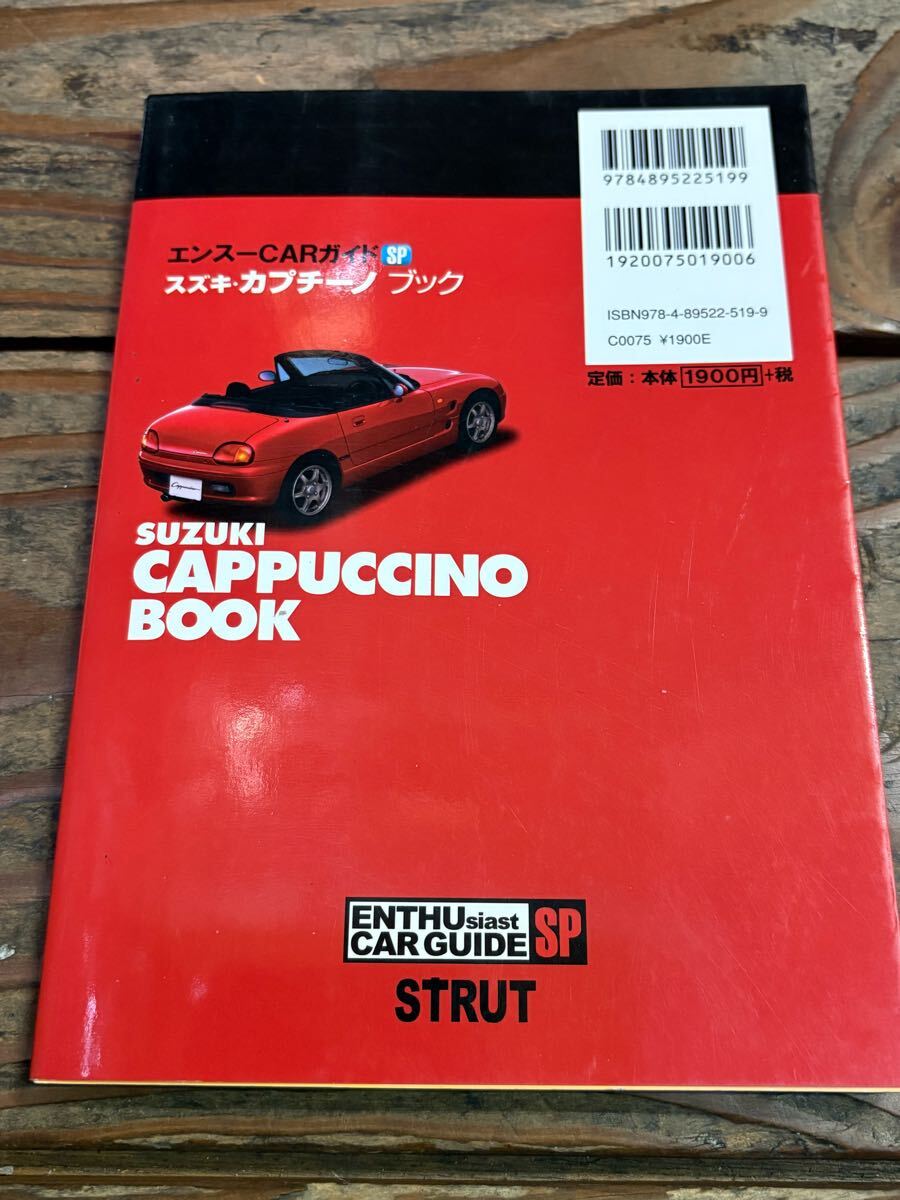 9784895225199
1920075019006
ISBN978-4-89522-519-9
C0075 ¥1900E
定価：本体1900円+税
エンスーCARガイドSP
スズキ・カプチーノ ブック
Cappuccino
SUZUKI
CAPPUCCINO
BOOK
ENTHUsiast
CAR GUIDE SP
STRUT